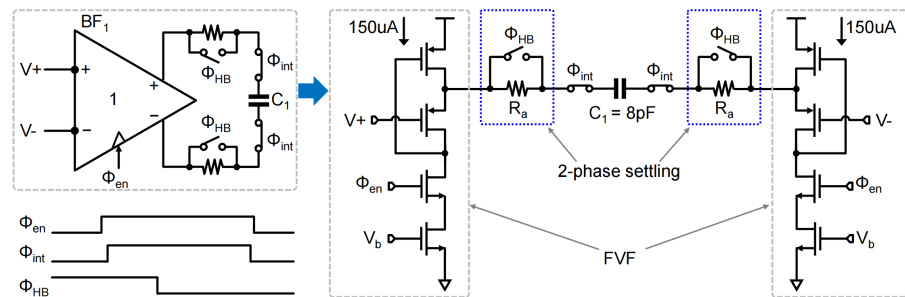 BF1
V+
V-
+
−
1
+
−
Φen
ΦHB
ΦHB
Φint
C1
Φint
Φen
Φint
ΦHB
150uA
V+
Φen
Vb
ΦHB
Ra
Φint
C1 = 8pF
Φint
ΦHB
Ra
2-phase settling
FVF
150uA
V-
Φen
Vb